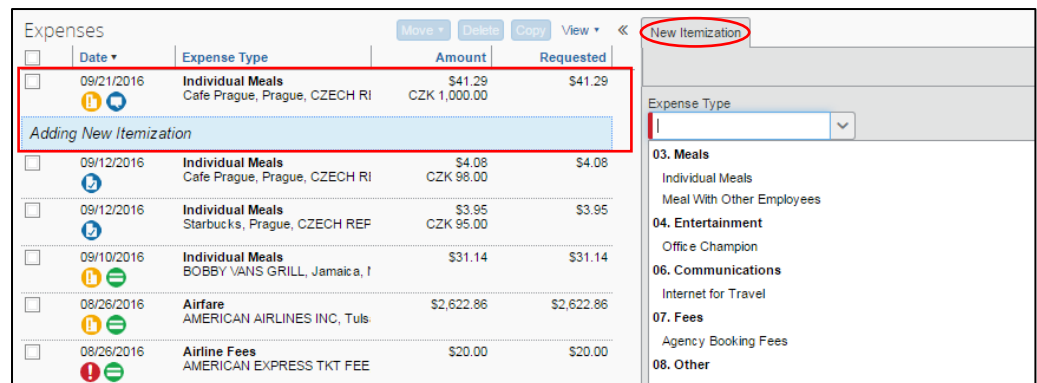 Expenses
Move Delete Copy View
Date Expense Type Amount Requested
09/21/2016 Individual Meals $41.29 $41.29
Cafe Prague, Prague, CZECH RI CZK 1,000.00
Adding New Itemization
09/12/2016 Individual Meals $4.08 $4.08
Cafe Prague, Prague, CZECH RI CZK 98.00
09/12/2016 Individual Meals $3.95 $3.95
Starbucks, Prague, CZECH REP CZK 95.00
09/10/2016 Individual Meals $31.14 $31.14
BOBBY VANS GRILL, Jamaica, I
08/26/2016 Airfare $2,622.86 $2,622.86
AMERICAN AIRLINES INC, Tuls
08/26/2016 Airline Fees $20.00 $20.00
AMERICAN EXPRESS TKT FEE
New Itemization
Expense Type
03. Meals
Individual Meals
Meal With Other Employees
04. Entertainment
Office Champion
06. Communications
Internet for Travel
07. Fees
Agency Booking Fees
08. Other